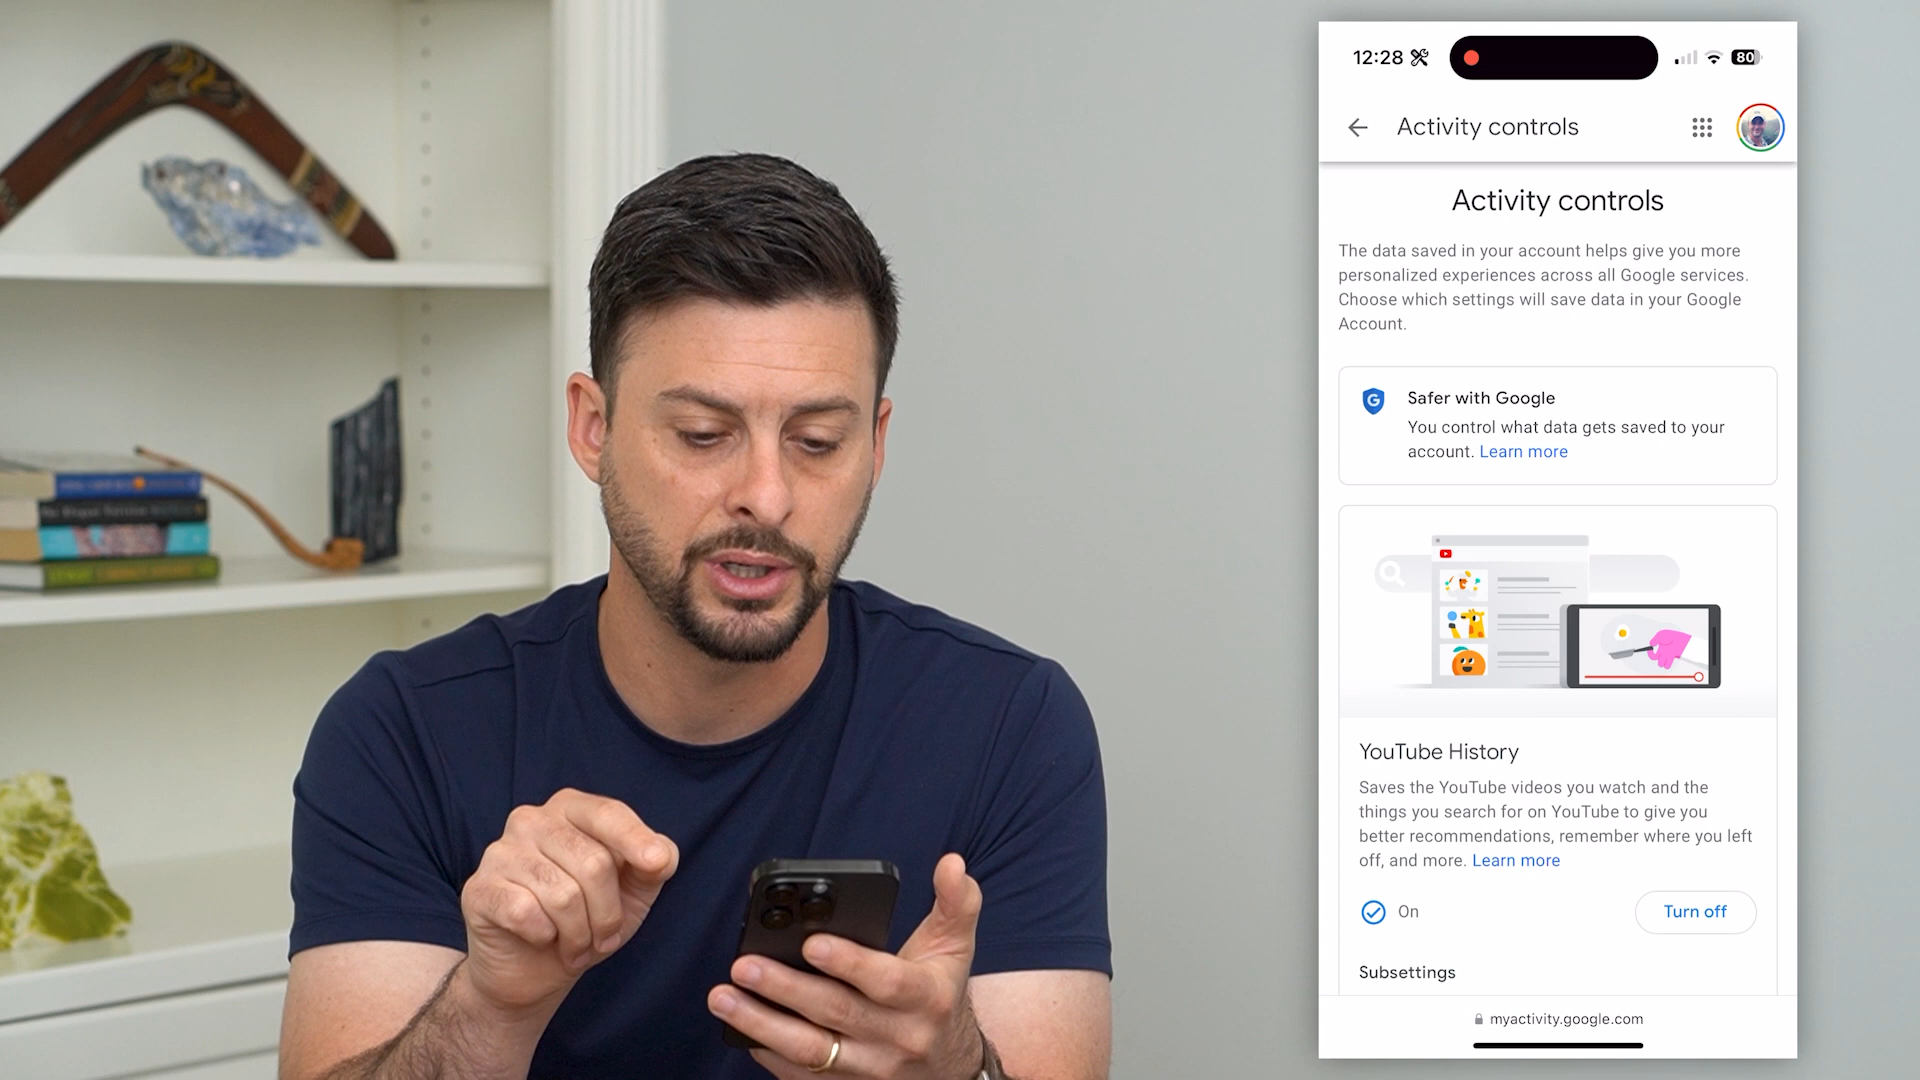 12:28
80
Activity controls
Activity controls
The data saved in your account helps give you more
personalized experiences across all Google services.
Choose which settings will save data in your Google
Account.
Safer with Google
You control what data gets saved to your
account. Learn more
YouTube History
Saves the YouTube videos you watch and the
things you search for on YouTube to give you
better recommendations, remember where you left
off, and more. Learn more
On
Turn off
Subsettings
myactivity.google.com